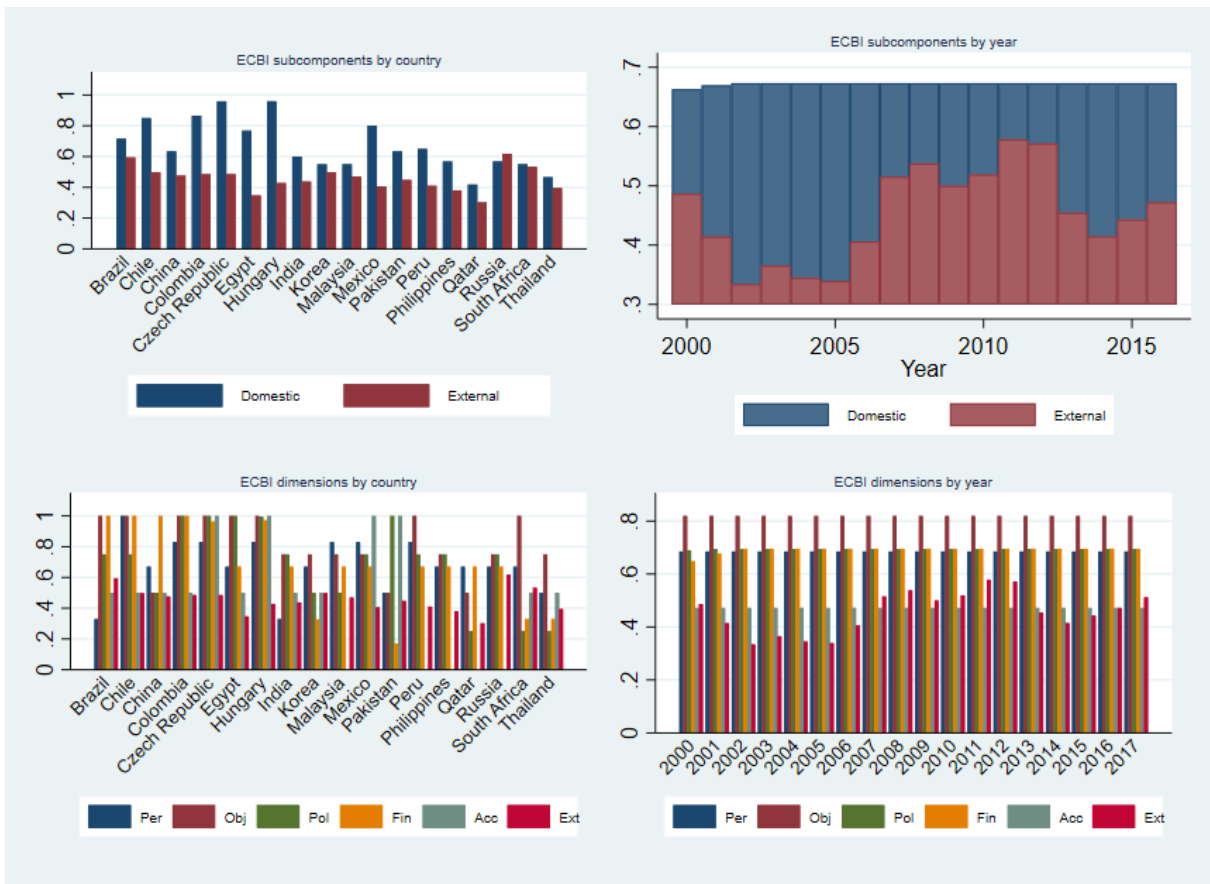 ECBI subcomponents by country
0 .2 .4 .6 .8 1
Brazil Chile China Colombia Czech Republic Egypt Hungary India Korea Malaysia Mexico Pakistan Peru Philippines Qatar Russia South Africa Thailand
Domestic External
ECBI subcomponents by year
.3 .4 .5 .6 .7
2000 2005 2010 2015
Year
Domestic External
ECBI dimensions by country
0 .2 .4 .6 .8 1
Brazil Chile China Colombia Czech Republic Egypt Hungary India Korea Malaysia Mexico Pakistan Peru Philippines Qatar Russia South Africa Thailand
Per Obj Pol Fin Acc Ext
ECBI dimensions by year
0 .2 .4 .6 .8
2000 2001 2002 2003 2004 2005 2006 2007 2008 2009 2010 2011 2012 2013 2014 2015 2016 2017
Per Obj Pol Fin Acc Ext